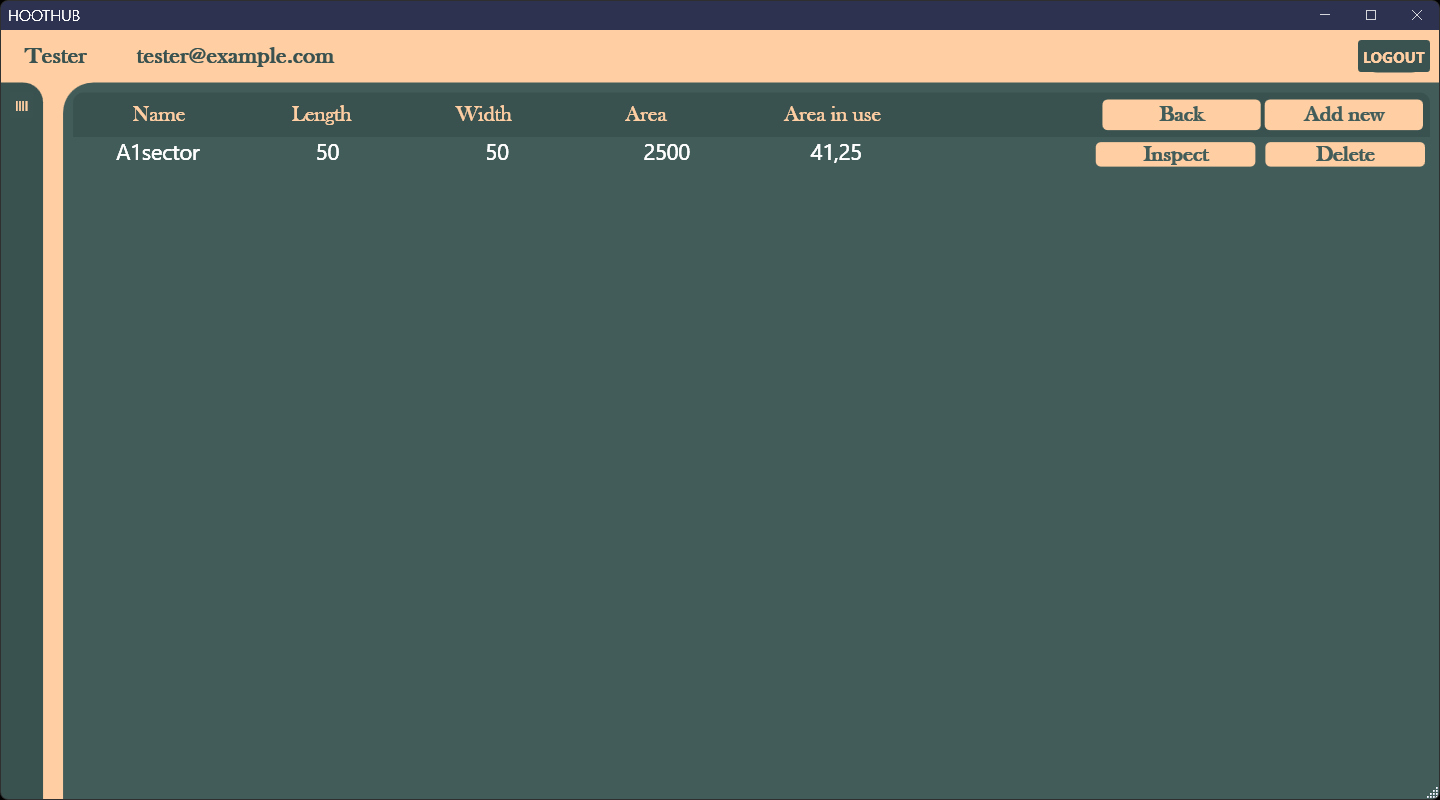 HOOTHUB
Tester tester@example.com LOGOUT
Name Length Width Area Area in use Back Add new
A1sector 50 50 2500 41,25 Inspect Delete